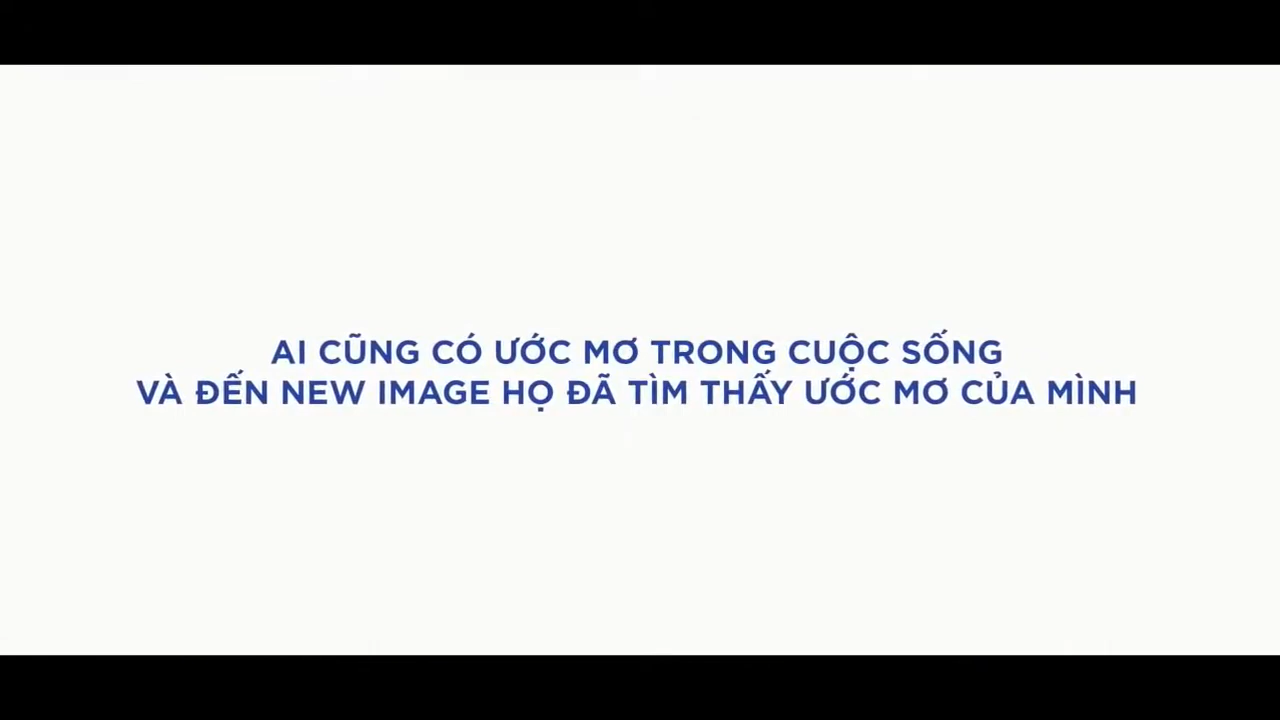 AI CŨNG CÓ ƯỚC MƠ TRONG CUỘC SỐNG
VÀ ĐẾN NEW IMAGE HỌ ĐÃ TÌM THẤY ƯỚC MƠ CỦA MÌNH